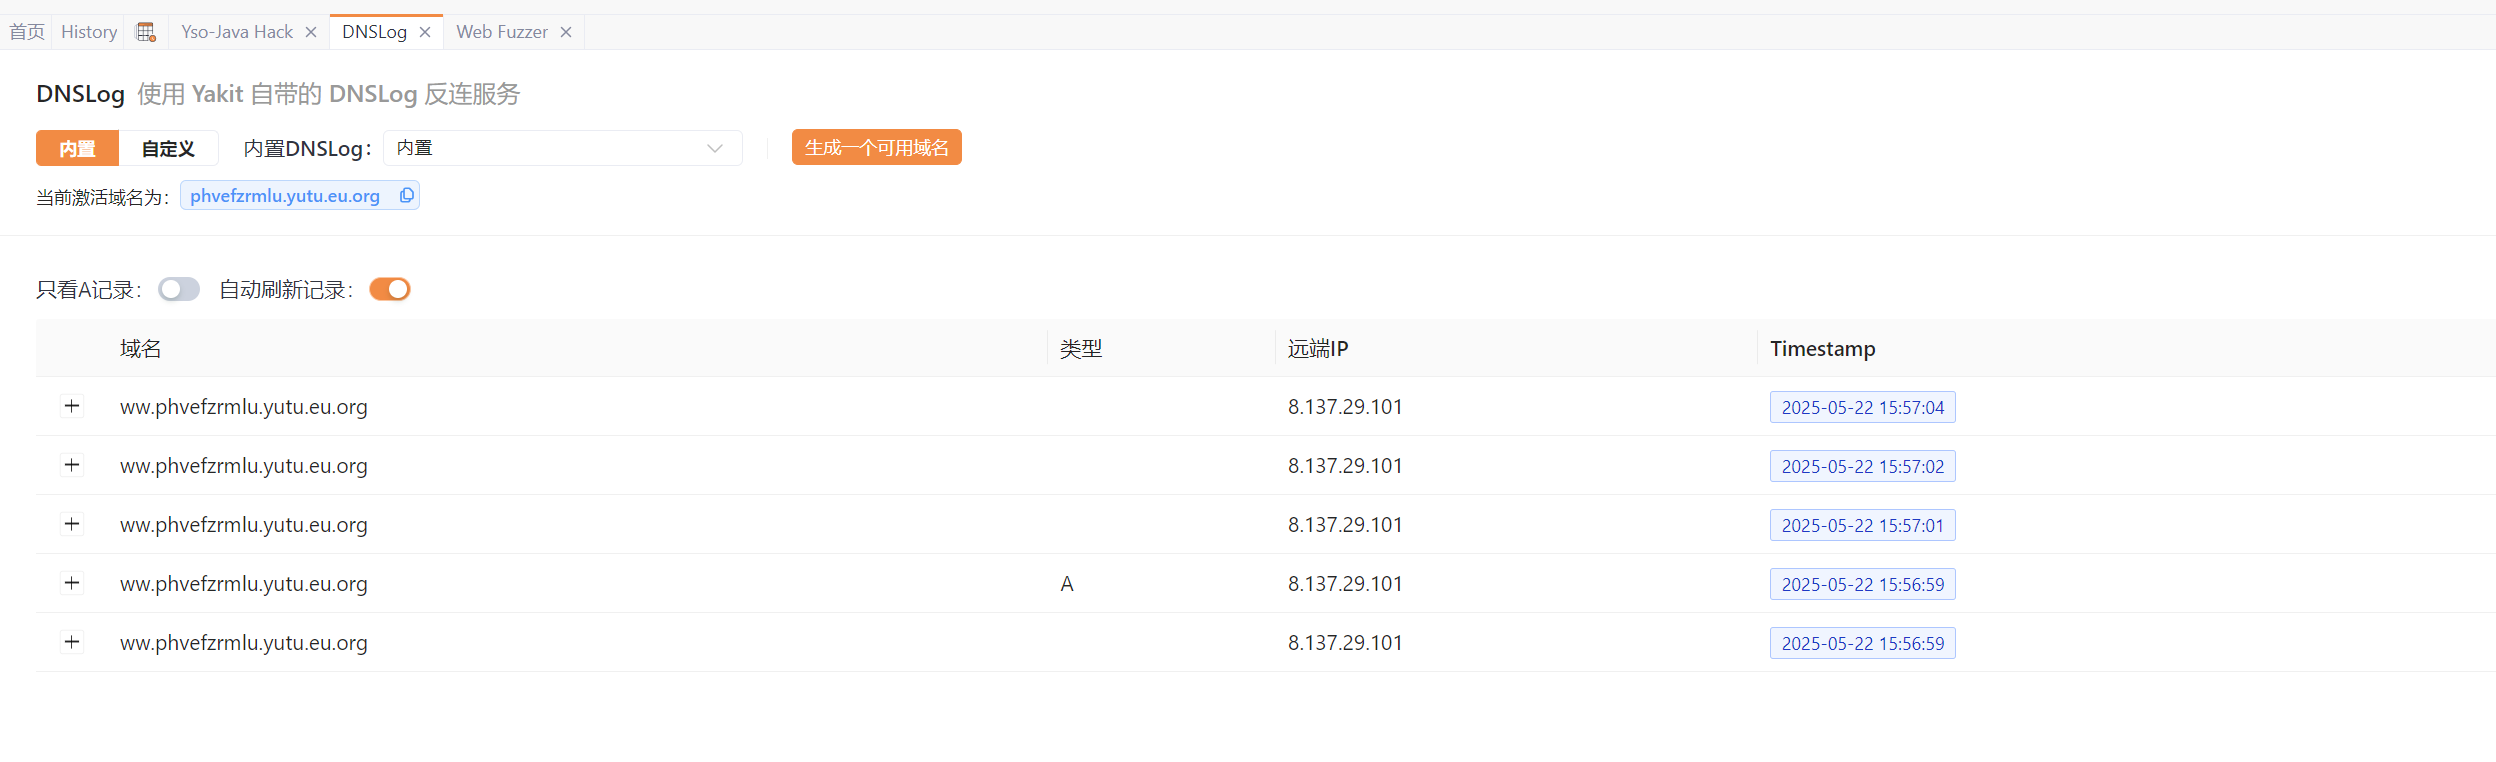 首页 History Yso-Java Hack DNSLog Web Fuzzer
DNSLog 使用 Yakit 自带的 DNSLog 反连服务
内置 自定义 内置DNSLog： 内置 生成一个可用域名
当前激活域名为： phvefzrmlu.yutu.eu.org
只看A记录： 自动刷新记录：
域名 类型 远端IP Timestamp
ww.phvefzrmlu.yutu.eu.org 8.137.29.101 2025-05-22 15:57:04
ww.phvefzrmlu.yutu.eu.org 8.137.29.101 2025-05-22 15:57:02
ww.phvefzrmlu.yutu.eu.org 8.137.29.101 2025-05-22 15:57:01
ww.phvefzrmlu.yutu.eu.org A 8.137.29.101 2025-05-22 15:56:59
ww.phvefzrmlu.yutu.eu.org 8.137.29.101 2025-05-22 15:56:59